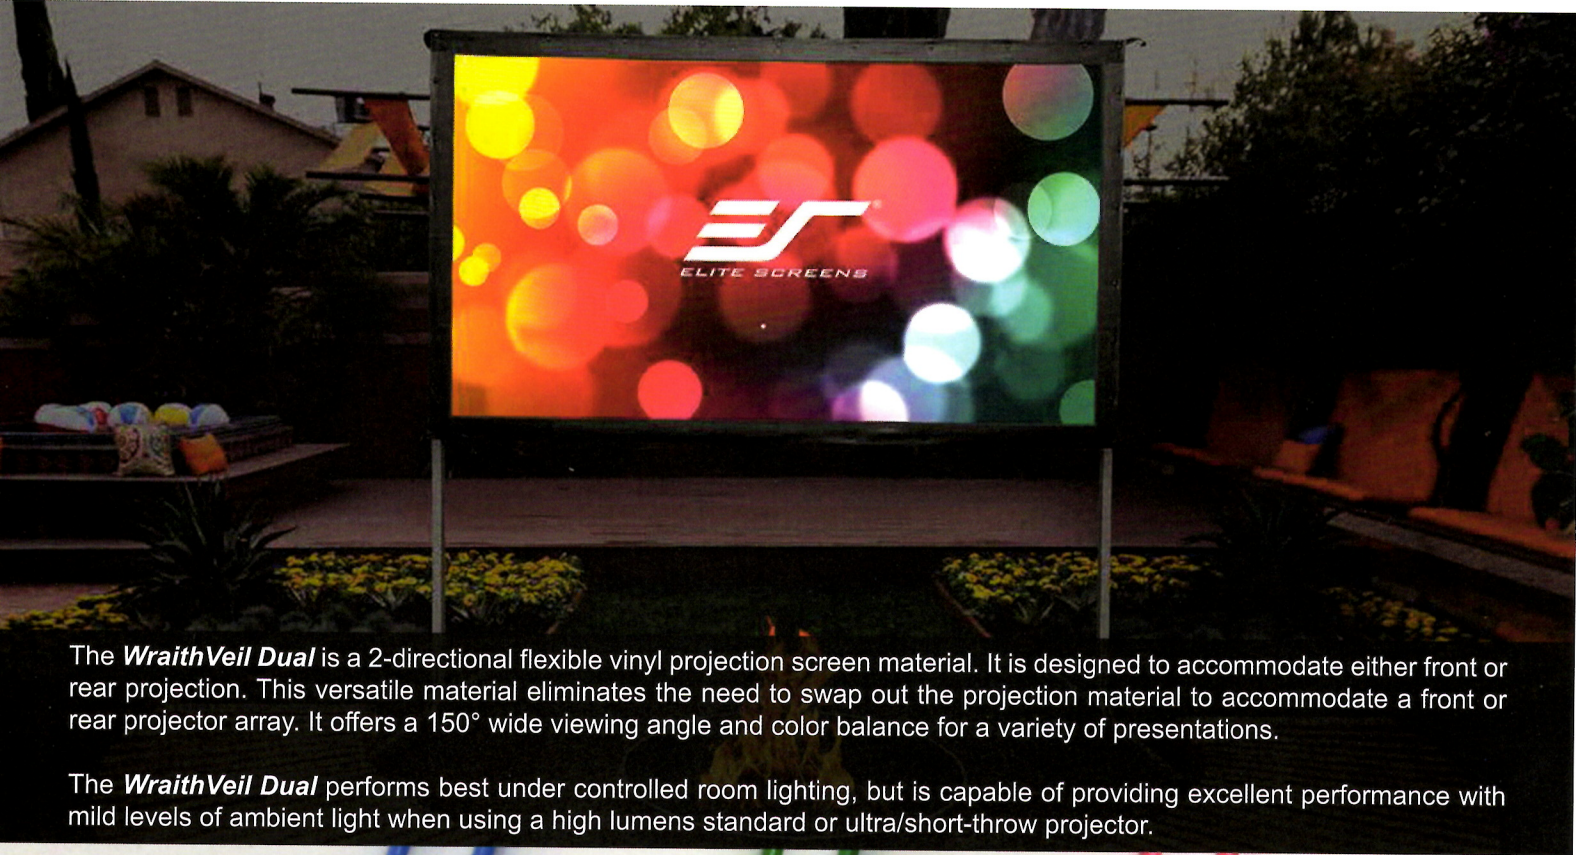 ES®
ELITE SCREENS
The WraithVeil Dual is a 2-directional flexible vinyl projection screen material. It is designed to accommodate either front or
rear projection. This versatile material eliminates the need to swap out the projection material to accommodate a front or
rear projector array. It offers a 150° wide viewing angle and color balance for a variety of presentations.
The WraithVeil Dual performs best under controlled room lighting, but is capable of providing excellent performance with
mild levels of ambient light when using a high lumens standard or ultra/short-throw projector.